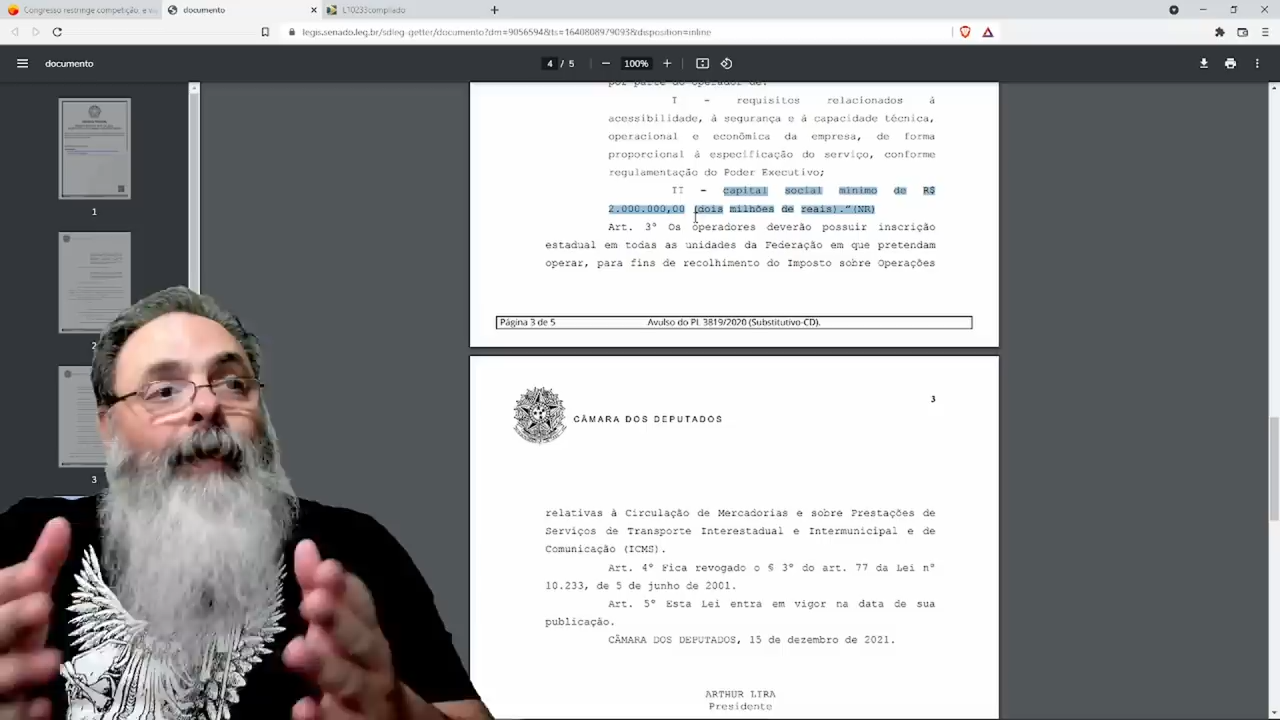 Congresso restringe competição, e va
documento
L10233compilado
legis.senado.leg.br/sdleg-getter/documento?dm=9056594&ts=1640808979093&disposition=inline
documento
4 / 5
100%
por parte do operador de:
I - requisitos relacionados à
acessibilidade, à segurança e à capacidade técnica,
operacional e econômica da empresa, de forma
proporcional à especificação do serviço, conforme
regulamentação do Poder Executivo;
II - capital social mínimo de R$
2.000.000,00 (dois milhões de reais)."(NR)
Art. 3º Os operadores deverão possuir inscrição
estadual em todas as unidades da Federação em que pretendam
operar, para fins de recolhimento do Imposto sobre Operações
Página 3 de 5 Avulso do PL 3819/2020 (Substitutivo-CD).
CÂMARA DOS DEPUTADOS
3
relativas à Circulação de Mercadorias e sobre Prestações de
Serviços de Transporte Interestadual e Intermunicipal e de
Comunicação (ICMS).
Art. 4º Fica revogado o § 3º do art. 77 da Lei nº
10.233, de 5 de junho de 2001.
Art. 5º Esta Lei entra em vigor na data de sua
publicação.
CÂMARA DOS DEPUTADOS, 15 de dezembro de 2021.
ARTHUR LIRA
Presidente
1
2
3